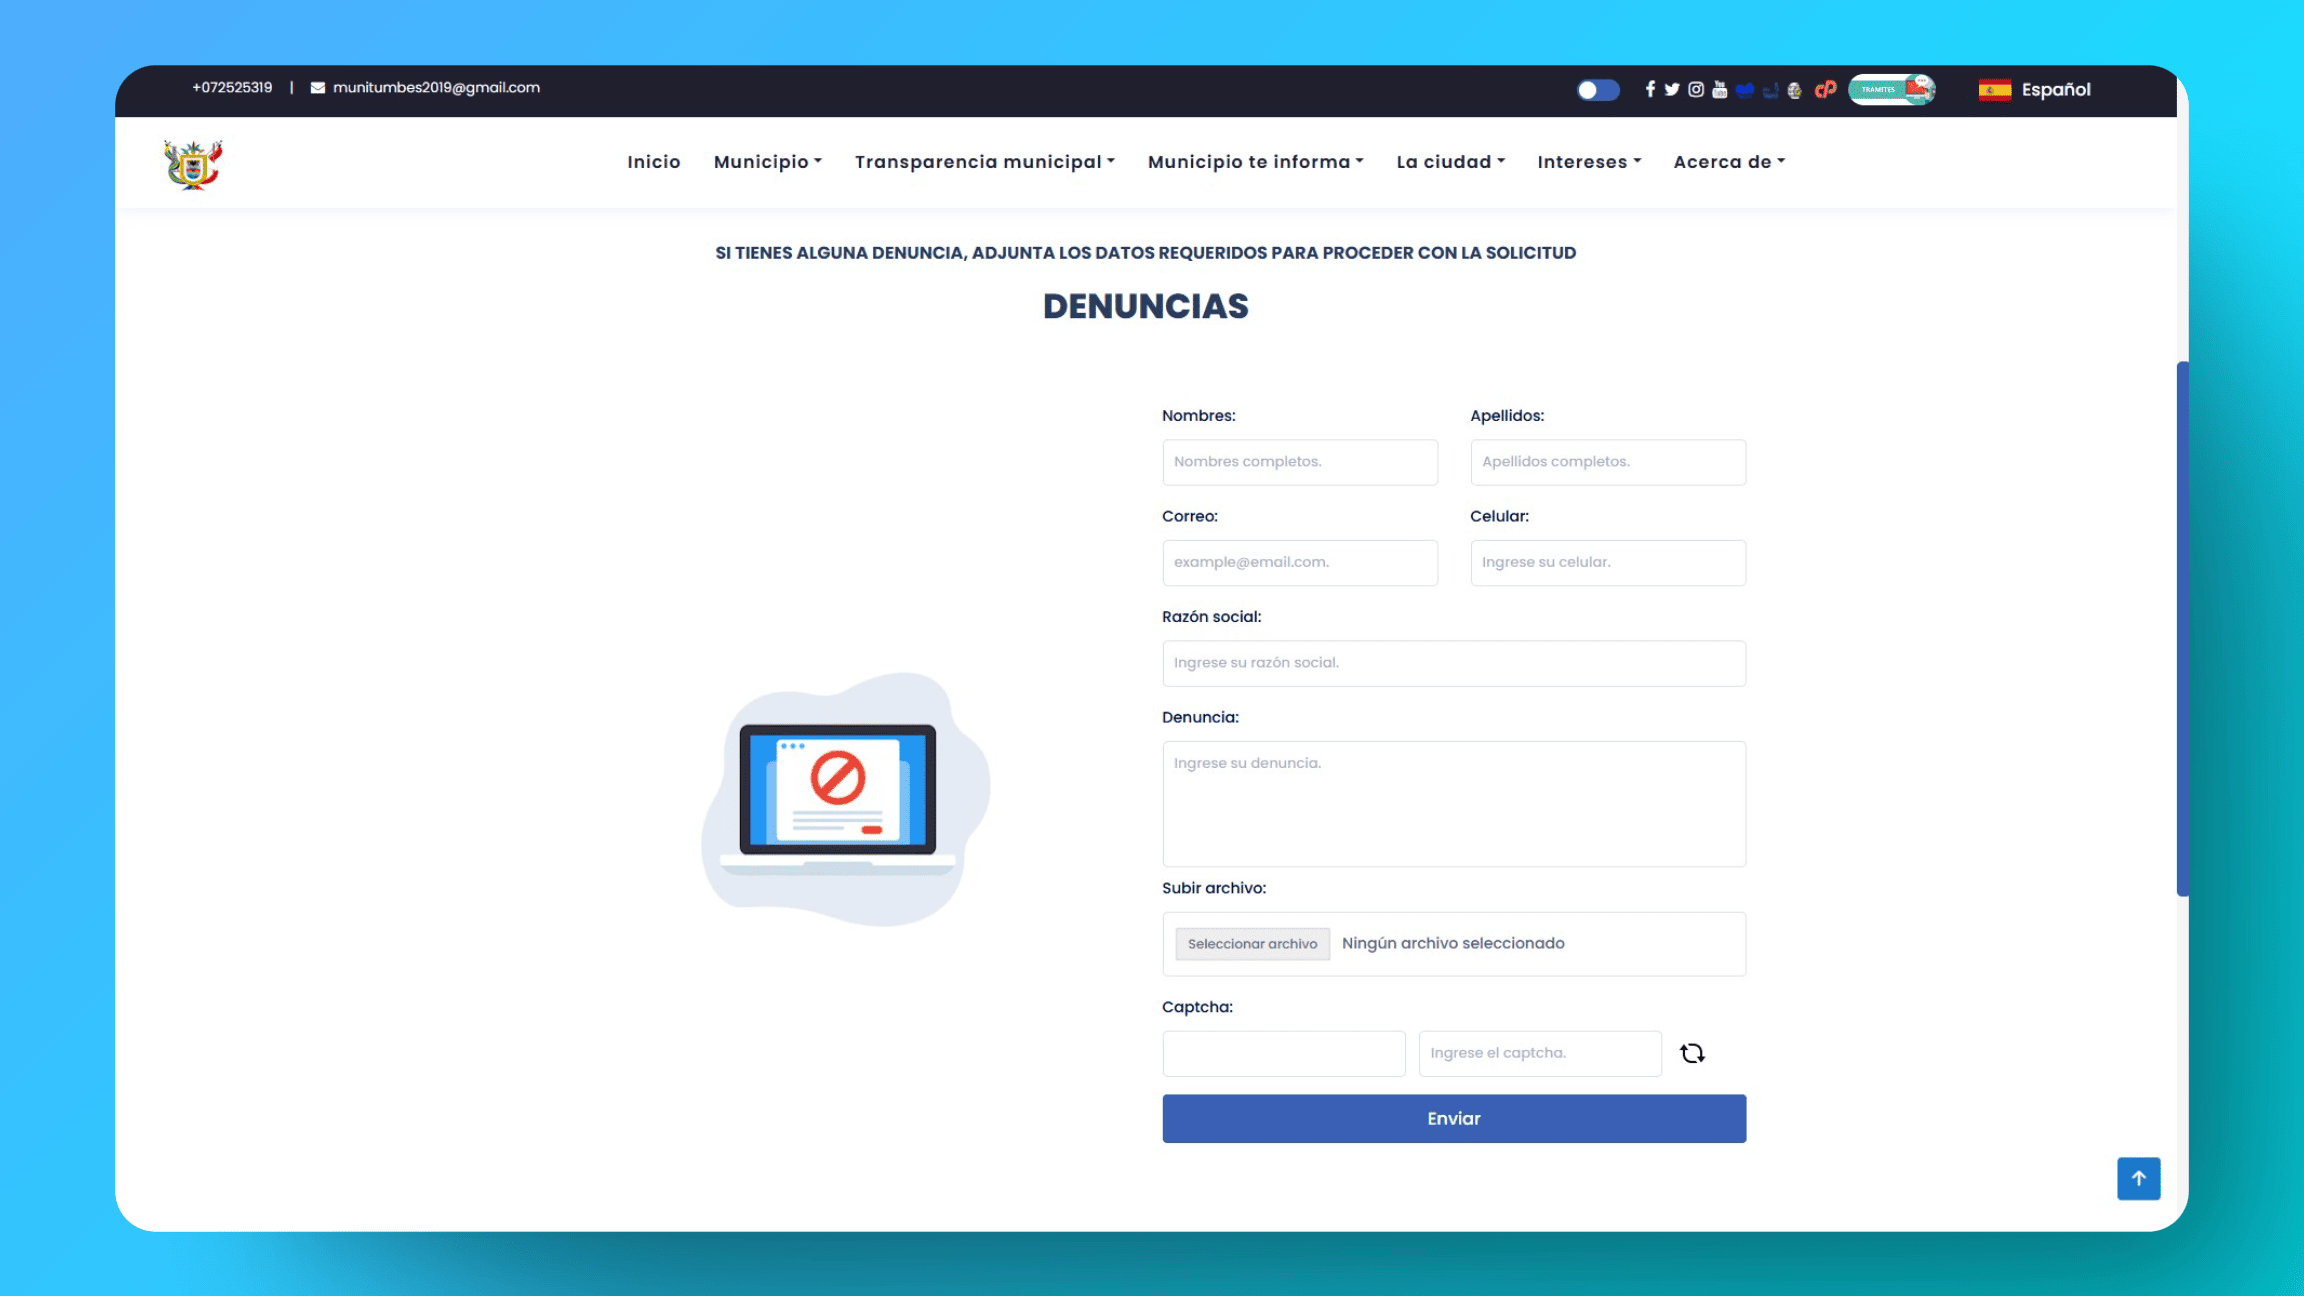 +072525319 | munitumbes2019@gmail.com
TRAMITES
Español
Inicio Municipio Transparencia municipal Municipio te informa La ciudad Intereses Acerca de
SI TIENES ALGUNA DENUNCIA, ADJUNTA LOS DATOS REQUERIDOS PARA PROCEDER CON LA SOLICITUD
DENUNCIAS
Nombres: Apellidos:
Nombres completos. Apellidos completos.
Correo: Celular:
example@email.com. Ingrese su celular.
Razón social:
Ingrese su razón social.
Denuncia:
Ingrese su denuncia.
Subir archivo:
Seleccionar archivo Ningún archivo seleccionado
Captcha:
Ingrese el captcha.
Enviar